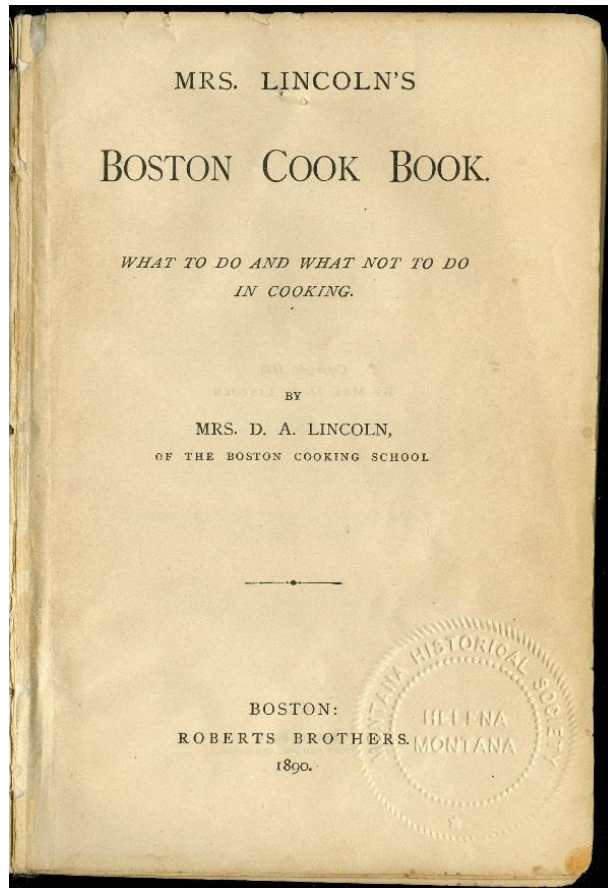 MRS. LINCOLN'S
BOSTON COOK BOOK.
WHAT TO DO AND WHAT NOT TO DO
IN COOKING.
BY
MRS. D. A. LINCOLN,
OF THE BOSTON COOKING SCHOOL
BOSTON:
ROBERTS BROTHERS.
1890.
MONTANA HISTORICAL SOCIETY
HELENA
MONTANA